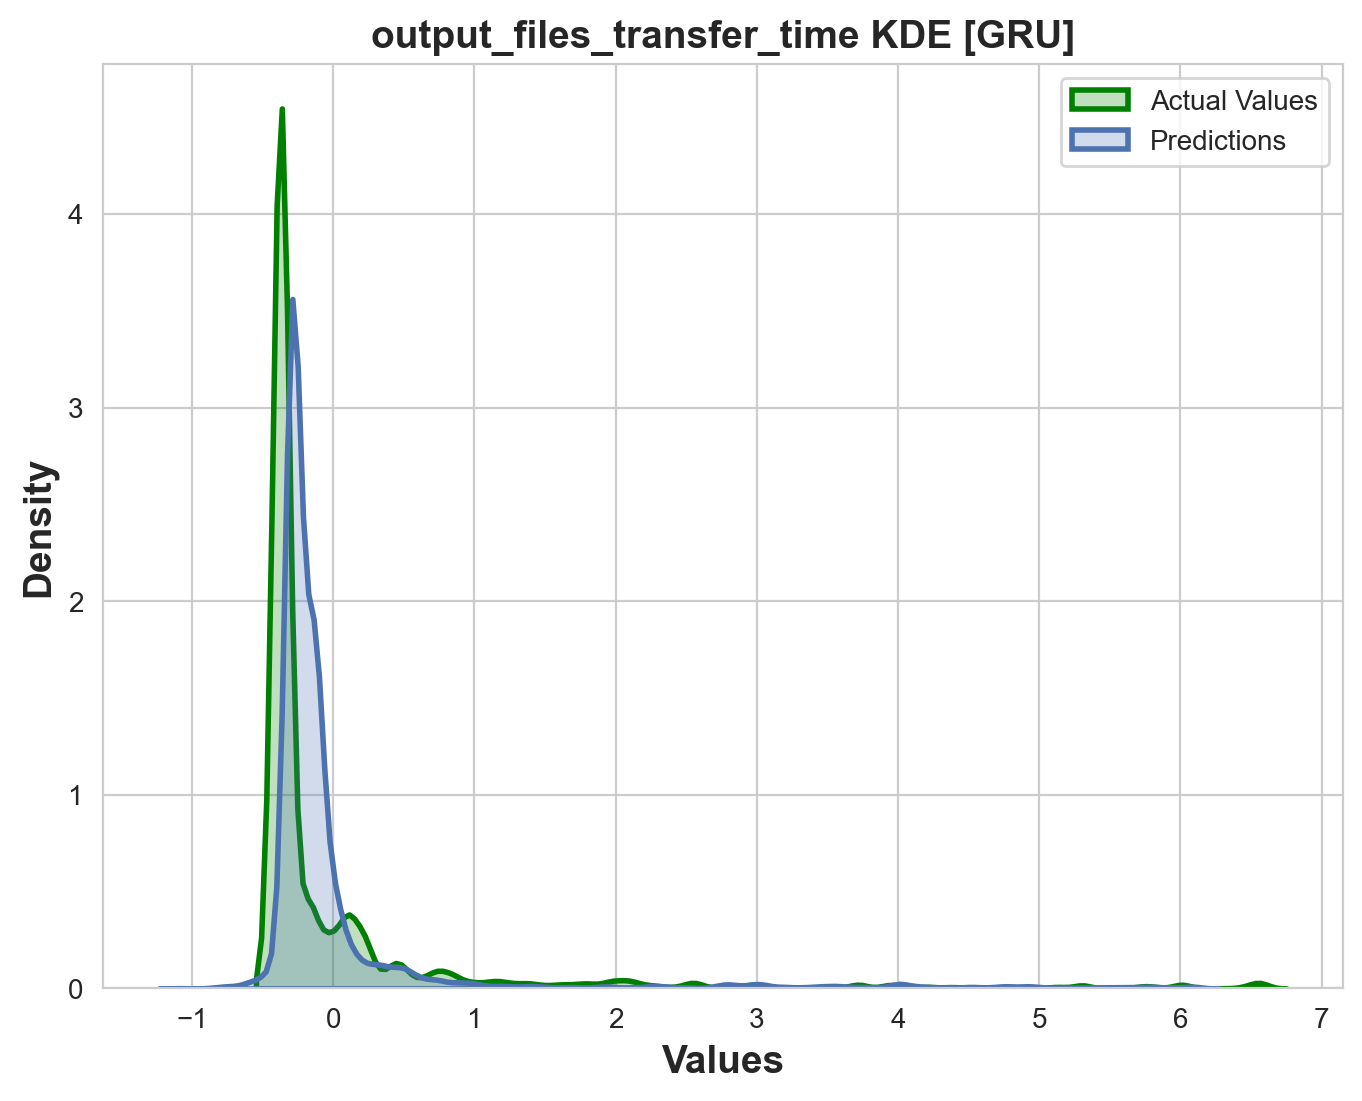 output_files_transfer_time KDE [GRU]
Actual Values
Predictions
Density
4
3
2
1
0
−1 0 1 2 3 4 5 6 7
Values